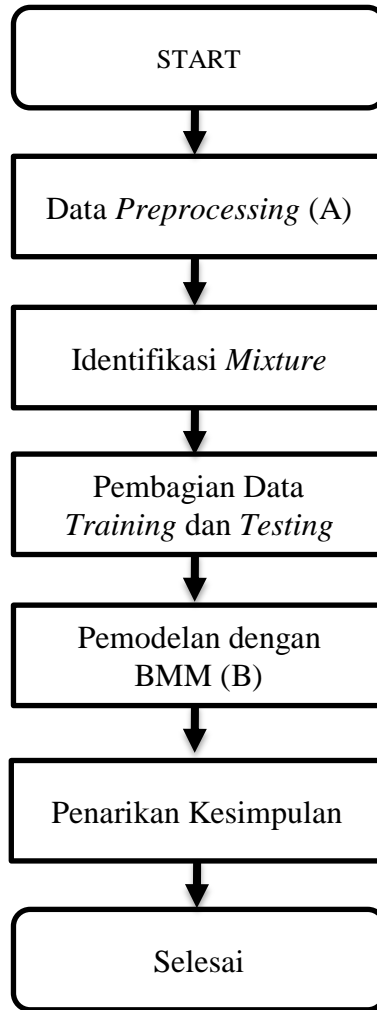 START
Data Preprocessing (A)
Identifikasi Mixture
Pembagian Data
Training dan Testing
Pemodelan dengan
BMM (B)
Penarikan Kesimpulan
Selesai